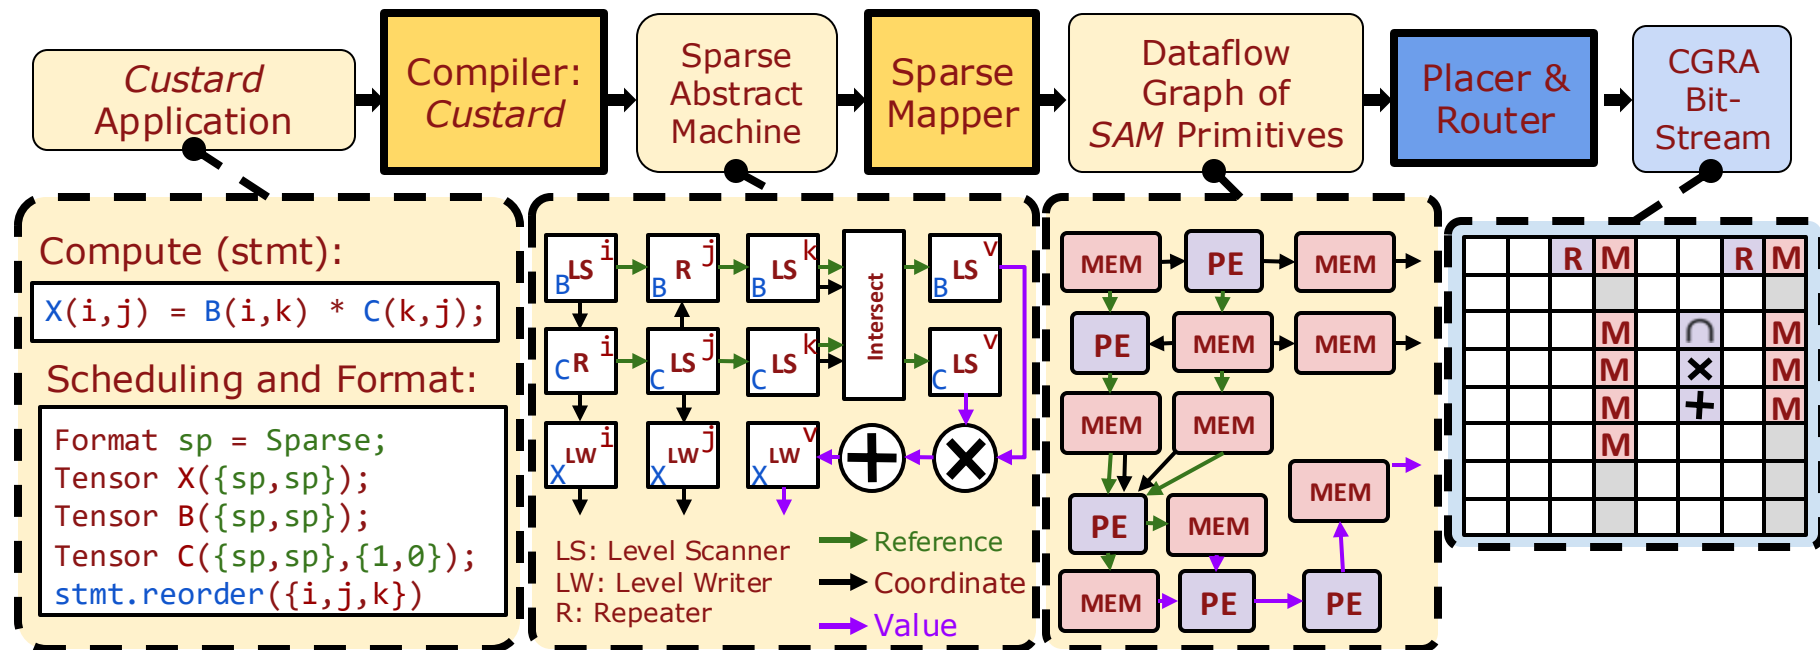 Custard
Application
Compiler:
Custard
Sparse
Abstract
Machine
Sparse
Mapper
Dataflow
Graph of
SAM Primitives
Placer &
Router
CGRA
Bit-
Stream
Compute (stmt):
X(i,j) = B(i,k) * C(k,j);
Scheduling and Format:
Format sp = Sparse;
Tensor X({sp,sp});
Tensor B({sp,sp});
Tensor C({sp,sp},{1,0});
stmt.reorder({i,j,k})
B LS i
B R j
B LS k
Intersect
B LS v
C R i
C LS j
C LS k
C LS v
X LW i
X LW j
X LW v
+
×
LS: Level Scanner
LW: Level Writer
R: Repeater
Reference
Coordinate
Value
MEM PE MEM
PE MEM MEM
MEM MEM
MEM
PE MEM
MEM PE PE
R M R M
M ∩ M
M × M
M + M
M